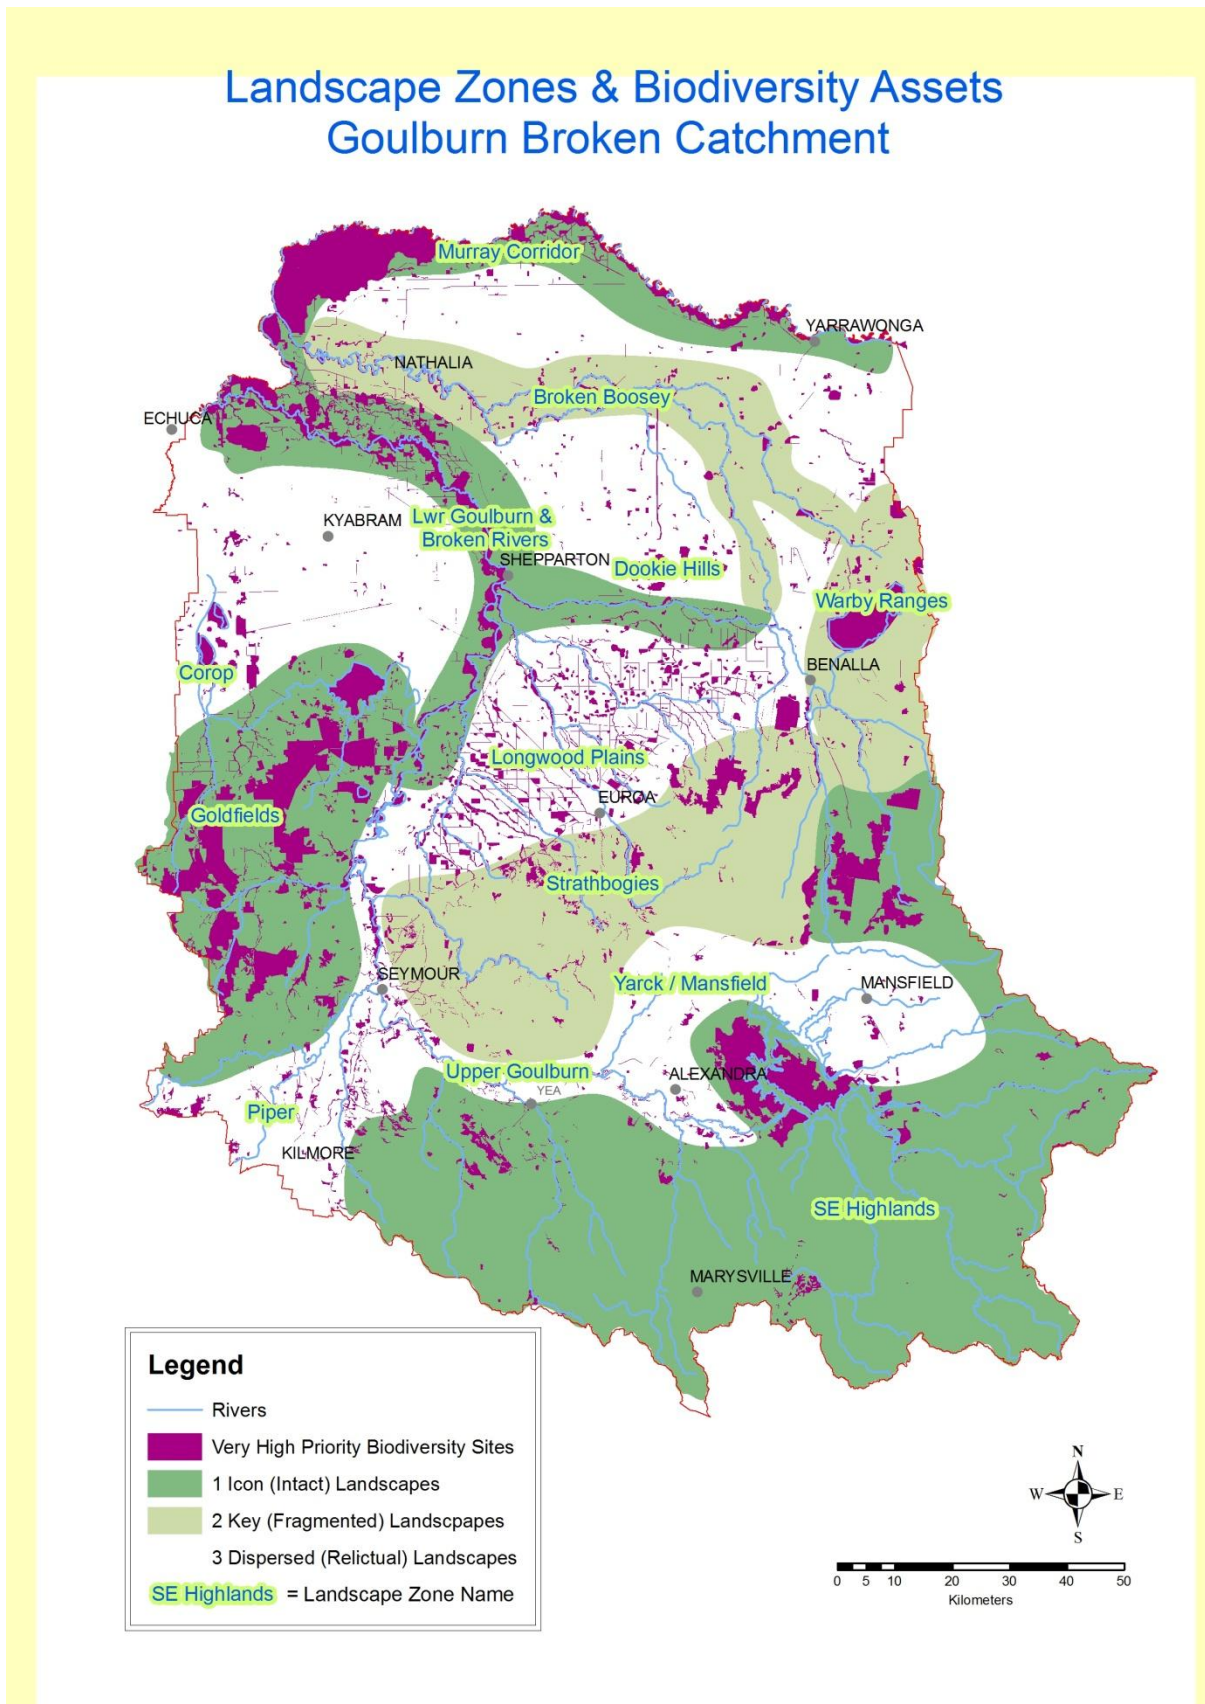 Landscape Zones & Biodiversity Assets
Goulburn Broken Catchment
Murray Corridor
YARRAWONGA
NATHALIA
Broken Boosey
ECHUCA
KYABRAM
Lwr Goulburn &
Broken Rivers
SHEPPARTON
Dookie Hills
Warby Ranges
Corop
BENALLA
Longwood Plains
EUROA
Goldfields
Strathbogies
SEYMOUR
Yarck / Mansfield
MANSFIELD
Upper Goulburn
ALEXANDRA
YEA
Piper
KILMORE
SE Highlands
MARYSVILLE
Legend
Rivers
Very High Priority Biodiversity Sites
1 Icon (Intact) Landscapes
2 Key (Fragmented) Landscpapes
3 Dispersed (Relictual) Landscapes
SE Highlands = Landscape Zone Name
N
W E
S
0 5 10 20 30 40 50
Kilometers